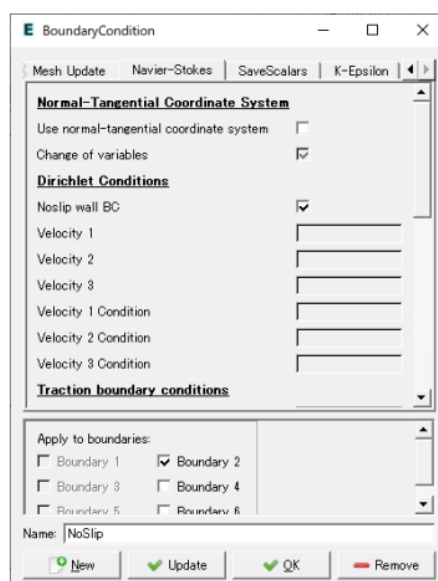 BoundaryCondition
Mesh Update Navier-Stokes SaveScalars K-Epsilon
Normal-Tangential Coordinate System
Use normal-tangential coordinate system
Change of variables
Dirichlet Conditions
Noslip wall BC
Velocity 1
Velocity 2
Velocity 3
Velocity 1 Condition
Velocity 2 Condition
Velocity 3 Condition
Traction boundary conditions
Apply to boundaries:
Boundary 1 Boundary 2
Boundary 3 Boundary 4
Boundary 5 Boundary 6
Name: NoSlip
New Update OK Remove